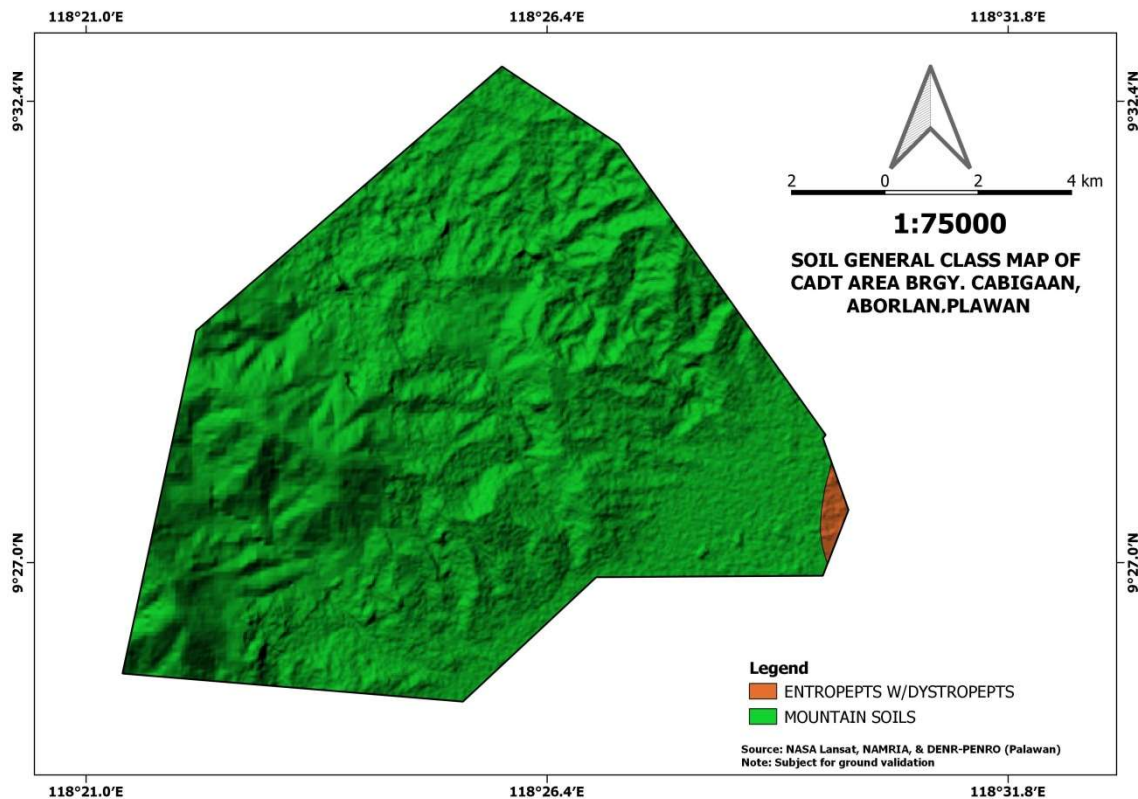 118°21.0′E 118°26.4′E 118°31.8′E
9°32.4′N 9°32.4′N
2 0 2 4 km
1:75000
SOIL GENERAL CLASS MAP OF
CADT AREA BRGY. CABIGAAN,
ABORLAN.PLAWAN
9°27.0′N 9°27.0′N
Legend
ENTROPEPTS W/DYSTROPEPTS
MOUNTAIN SOILS
Source: NASA Lansat, NAMRIA, & DENR-PENRO (Palawan)
Note: Subject for ground validation
118°21.0′E 118°26.4′E 118°31.8′E